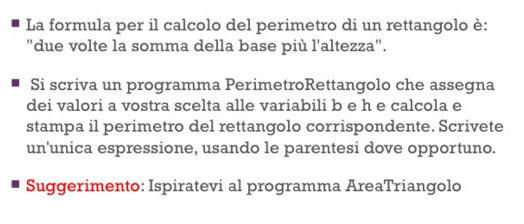 La formula per il calcolo del perimetro di un rettangolo è:
"due volte la somma della base più l'altezza".
Si scriva un programma PerimetroRettangolo che assegna
dei valori a vostra scelta alle variabili b e h e calcola e
stampa il perimetro del rettangolo corrispondente. Scrivete
un'unica espressione, usando le parentesi dove opportuno.
Suggerimento: Ispiratevi al programma AreaTriangolo